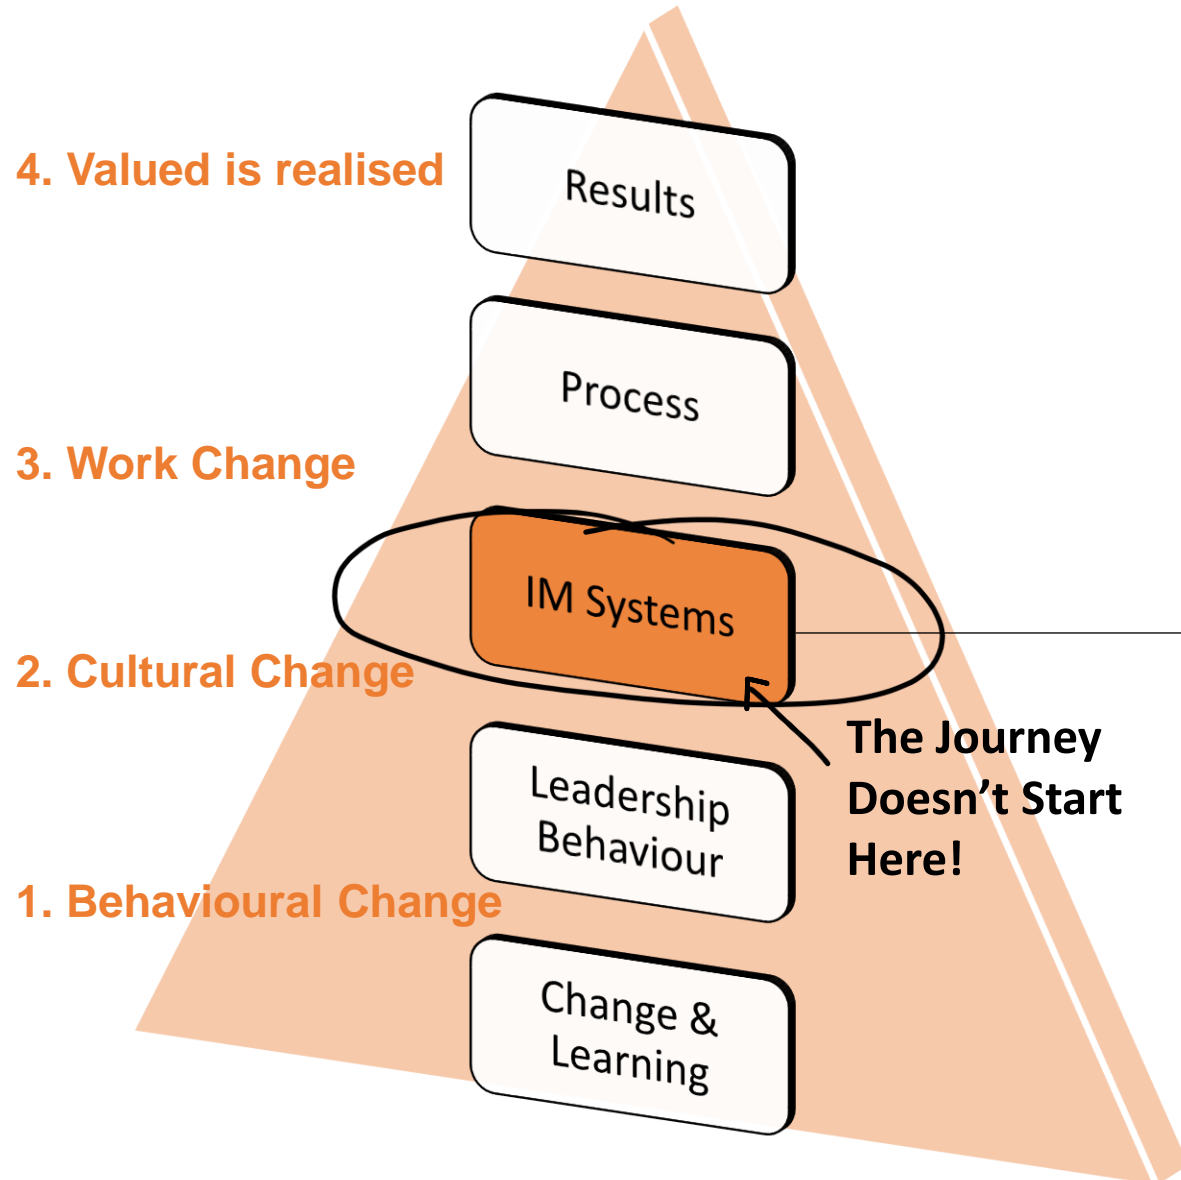 4. Valued is realised
Results
Process
3. Work Change
IM Systems
2. Cultural Change
The Journey
Doesn't Start
Here!
Leadership
Behaviour
1. Behavioural Change
Change &
Learning